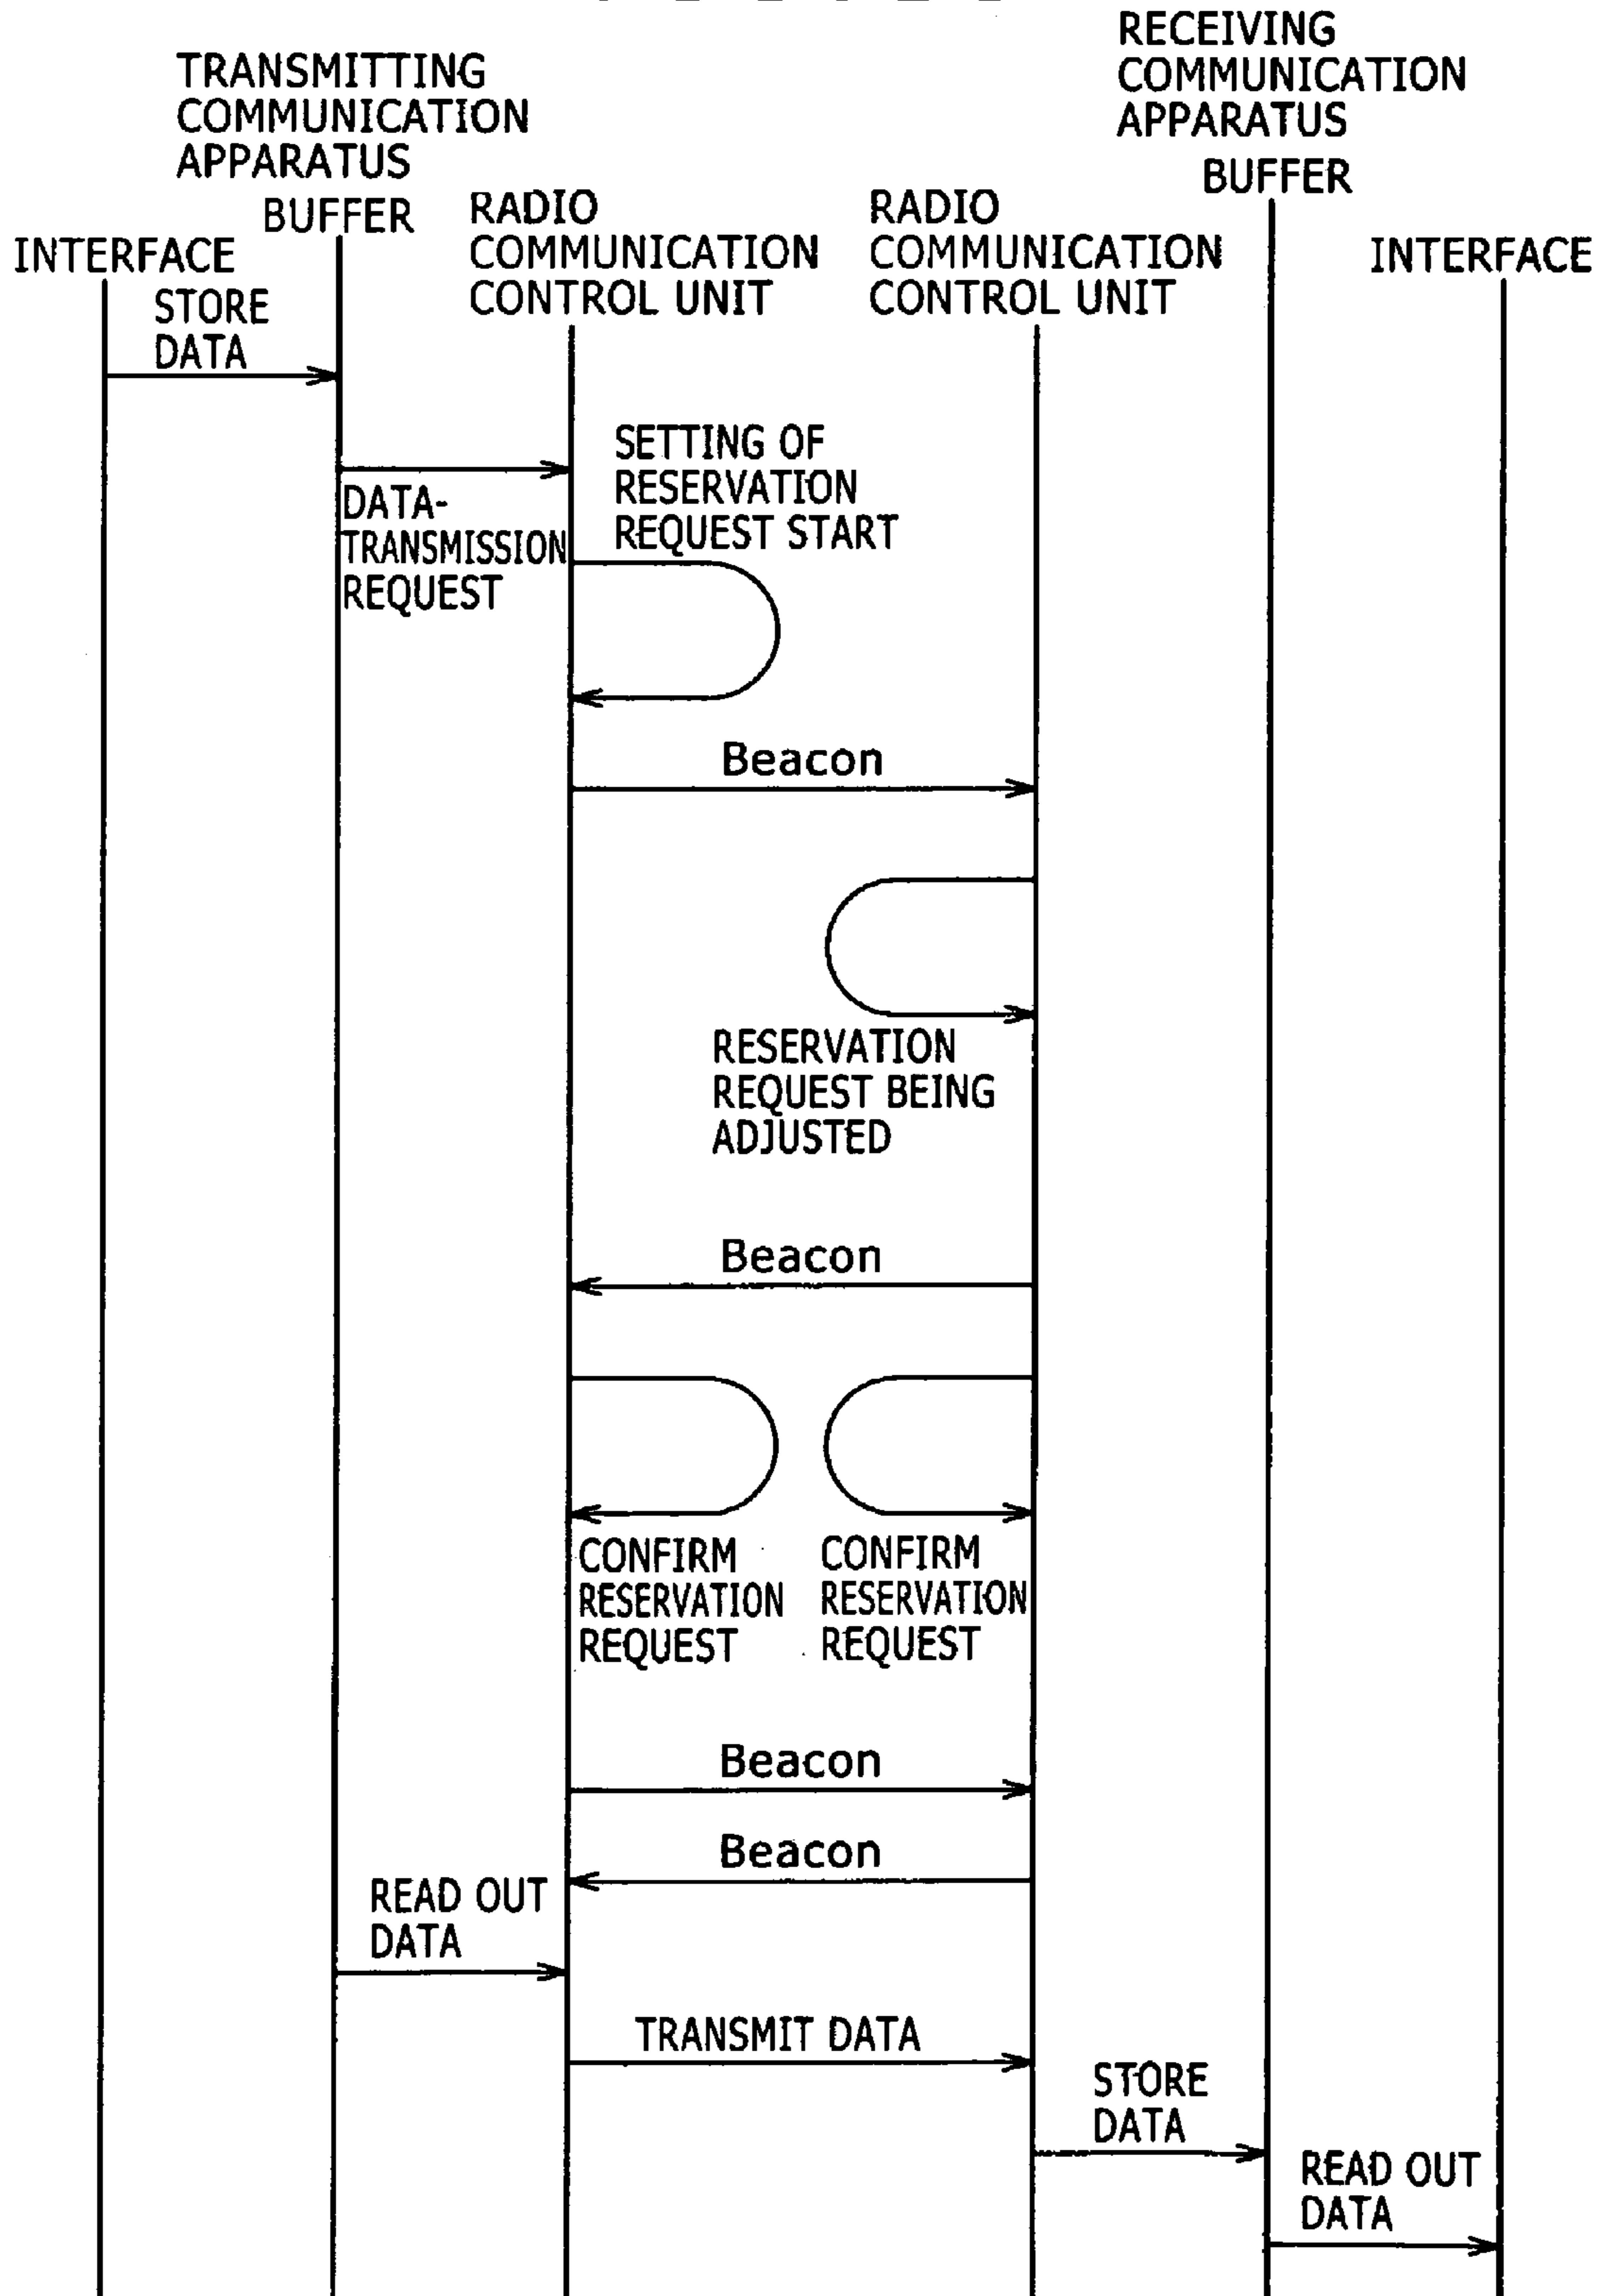 TRANSMITTING
COMMUNICATION
APPARATUS
RECEIVING
COMMUNICATION
APPARATUS
INTERFACE
BUFFER
RADIO
COMMUNICATION
CONTROL UNIT
RADIO
COMMUNICATION
CONTROL UNIT
BUFFER
INTERFACE
STORE
DATA
DATA-
TRANSMISSION
REQUEST
SETTING OF
RESERVATION
REQUEST START
Beacon
RESERVATION
REQUEST BEING
ADJUSTED
Beacon
CONFIRM
RESERVATION
REQUEST
CONFIRM
RESERVATION
REQUEST
Beacon
Beacon
READ OUT
DATA
TRANSMIT DATA
STORE
DATA
READ OUT
DATA